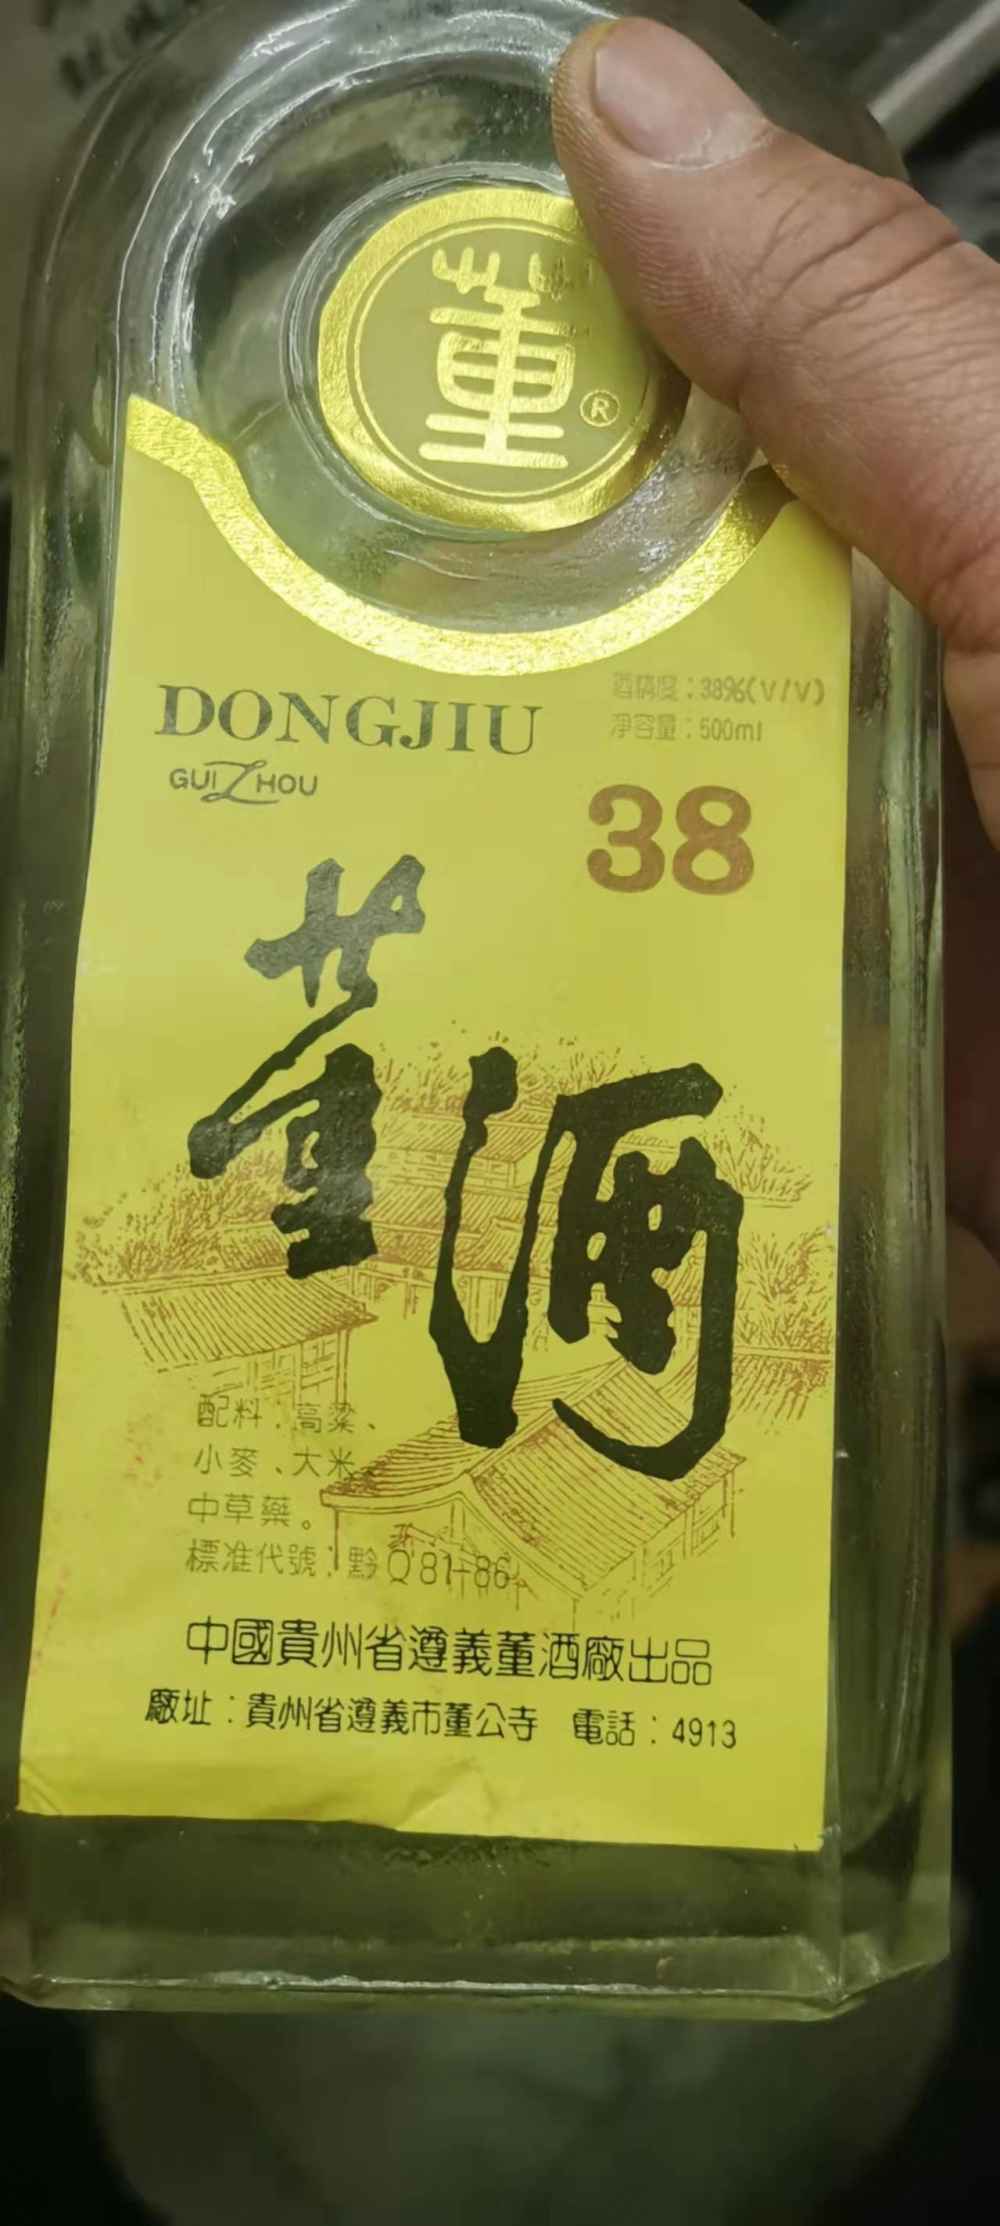 董
®
DONGJIU
GUIZHOU
酒精度：38%(V/V)
净容量：500ml
38
董酒
配料：高粱、
小麥、大米、
中草藥。
標准代號：黔Q81-86
中國貴州省遵義董酒廠出品
廠址：貴州省遵義市董公寺 電話：4913